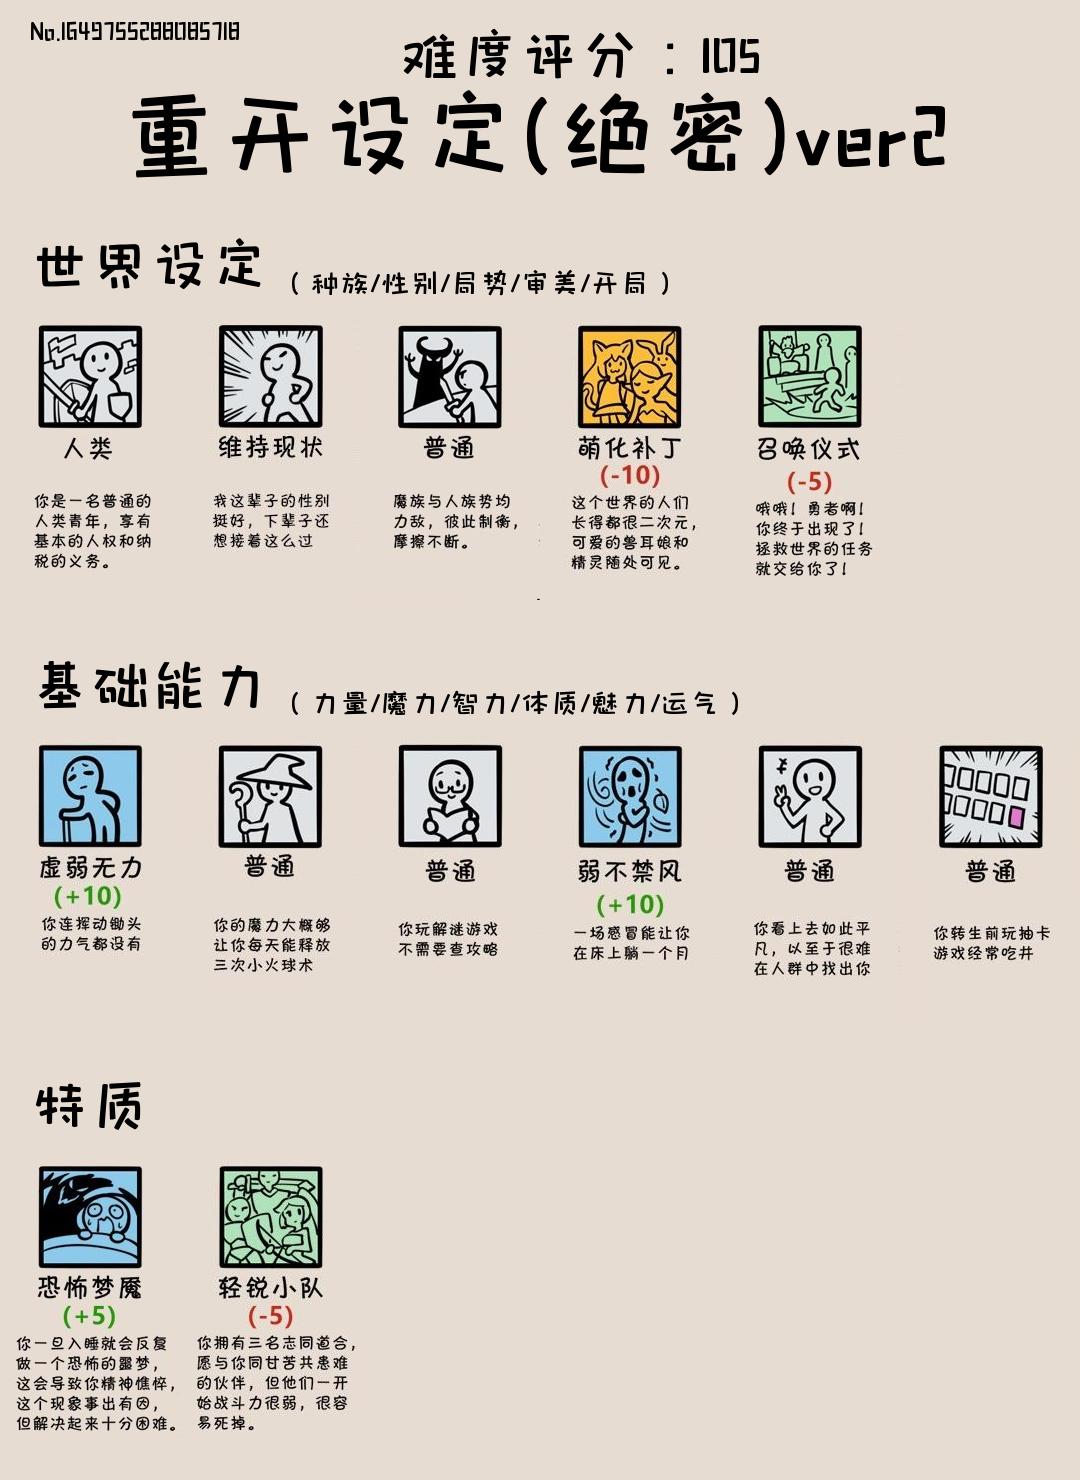 No.1649755288085718
难度评分：105
重开设定(绝密)ver2
世界设定 （种族/性别/局势/审美/开局）
人类
你是一名普通的
人类青年，享有
基本的人权和纳
税的义务。
维持现状
我这辈子的性别
挺好，下辈子还
想接着这么过
普通
魔族与人族势均
力敌，彼此制衡，
摩擦不断。
萌化补丁
(-10)
这个世界的人们
长得都很二次元，
可爱的兽耳娘和
精灵随处可见。
召唤仪式
(-5)
哦哦！勇者啊！
你终于出现了！
拯救世界的任务
就交给你了！
基础能力 （力量/魔力/智力/体质/魅力/运气）
虚弱无力
(+10)
你连挥动锄头
的力气都没有
普通
你的魔力大概够
让你每天能释放
三次小火球术
普通
你玩解谜游戏
不需要查攻略
弱不禁风
(+10)
一场感冒能让你
在床上躺一个月
普通
你看上去如此平
凡，以至于很难
在人群中找出你
普通
你转生前玩抽卡
游戏经常吃井
特质
恐怖梦魇
(+5)
你一旦入睡就会反复
做一个恐怖的噩梦，
这会导致你精神憔悴，
这个现象事出有因，
但解决起来十分困难。
轻锐小队
(-5)
你拥有三名志同道合，
愿与你同甘苦共患难
的伙伴，但他们一开
始战斗力很弱，很容
易死掉。